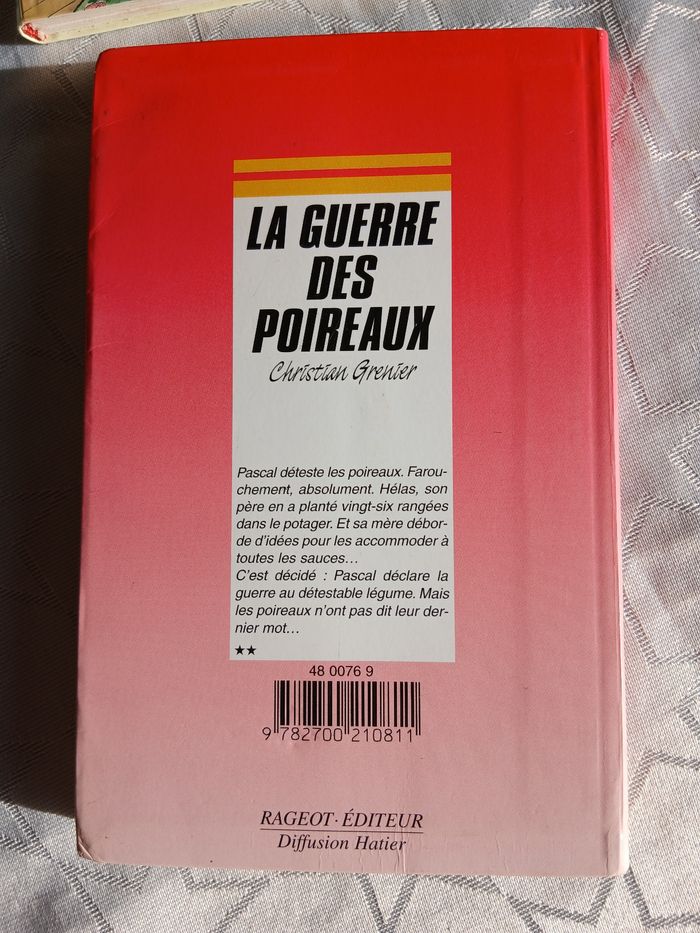 LA GUERRE
DES
POIREAUX
Christian Grenier
Pascal déteste les poireaux. Farou-
chement, absolument. Hélas, son
père en a planté vingt-six rangées
dans le potager. Et sa mère débor-
de d'idées pour les accommoder à
toutes les sauces...
C'est décidé : Pascal déclare la
guerre au détestable légume. Mais
les poireaux n'ont pas dit leur der-
nier mot...
★★
48 0076 9
9 782700 210811
RAGEOT·ÉDITEUR
Diffusion Hatier